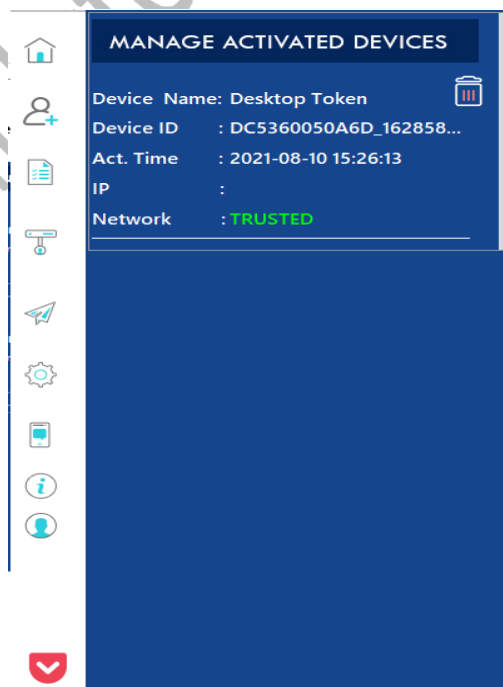 MANAGE ACTIVATED DEVICES
Device Name: Desktop Token
Device ID : DC5360050A6D_162858...
Act. Time : 2021-08-10 15:26:13
IP :
Network : TRUSTED